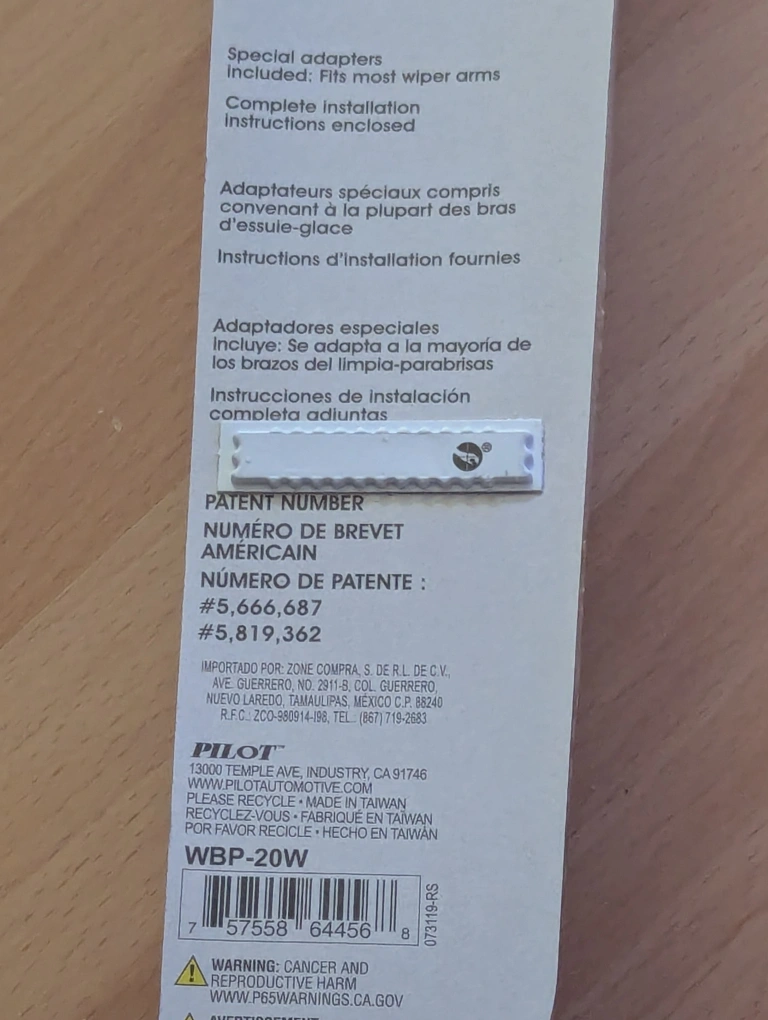 Special adapters
Included: Fits most wiper arms
Complete installation
instructions enclosed
Adaptateurs spéciaux compris
convenant à la plupart des bras
d'essuie-glace
Instructions d'installation fournies
Adaptadores especiales
Incluye: Se adapta a la mayoría de
los brazos del limpia-parabrisas
Instrucciones de instalación
completa adjuntas
®
PATENT NUMBER
NUMÉRO DE BREVET
AMÉRICAIN
NÚMERO DE PATENTE :
#5,666,687
#5,819,362
IMPORTADO POR: ZONE COMPRA, S. DE R.L. DE C.V.,
AVE. GUERRERO, NO. 2911-B, COL. GUERRERO,
NUEVO LAREDO, TAMAULIPAS, MÉXICO C.P. 88240
R.F.C.: ZCO-980914-I98, TEL.: (867) 719-2683
PILOT™
13000 TEMPLE AVE, INDUSTRY, CA 91746
WWW.PILOTAUTOMOTIVE.COM
PLEASE RECYCLE • MADE IN TAIWAN
RECYCLEZ-VOUS • FABRIQUÉ EN TAÏWAN
POR FAVOR RECICLE • HECHO EN TAIWÁN
WBP-20W
7 57558 64456 8
073119-RS
WARNING: CANCER AND
REPRODUCTIVE HARM
WWW.P65WARNINGS.CA.GOV
AVERTISSEMENT